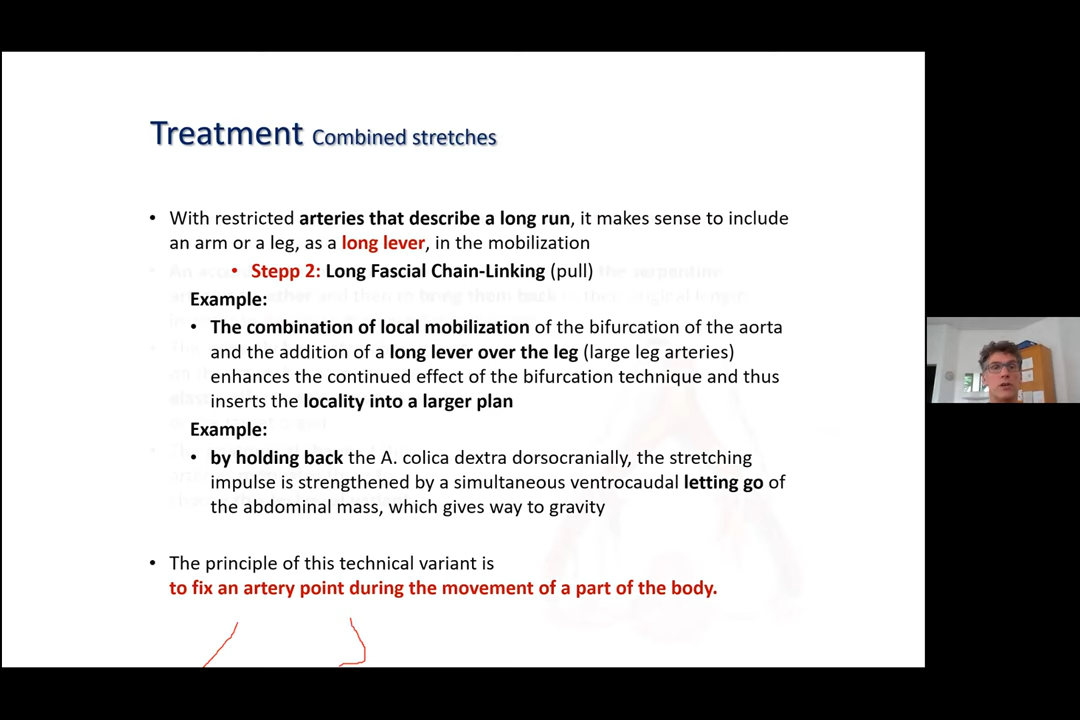 Treatment Combined stretches
• With restricted arteries that describe a long run, it makes sense to include
an arm or a leg, as a long lever, in the mobilization
• Stepp 2: Long Fascial Chain-Linking (pull)
Example:
• The combination of local mobilization of the bifurcation of the aorta
and the addition of a long lever over the leg (large leg arteries)
enhances the continued effect of the bifurcation technique and thus
inserts the locality into a larger plan
Example:
• by holding back the A. colica dextra dorsocranially, the stretching
impulse is strengthened by a simultaneous ventrocaudal letting go of
the abdominal mass, which gives way to gravity
• The principle of this technical variant is
to fix an artery point during the movement of a part of the body.